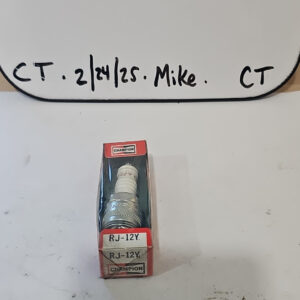 CT. 2/24/25. Mike. CT
CHAMPION
RJ-12Y
RJ-12Y
CHAMPION